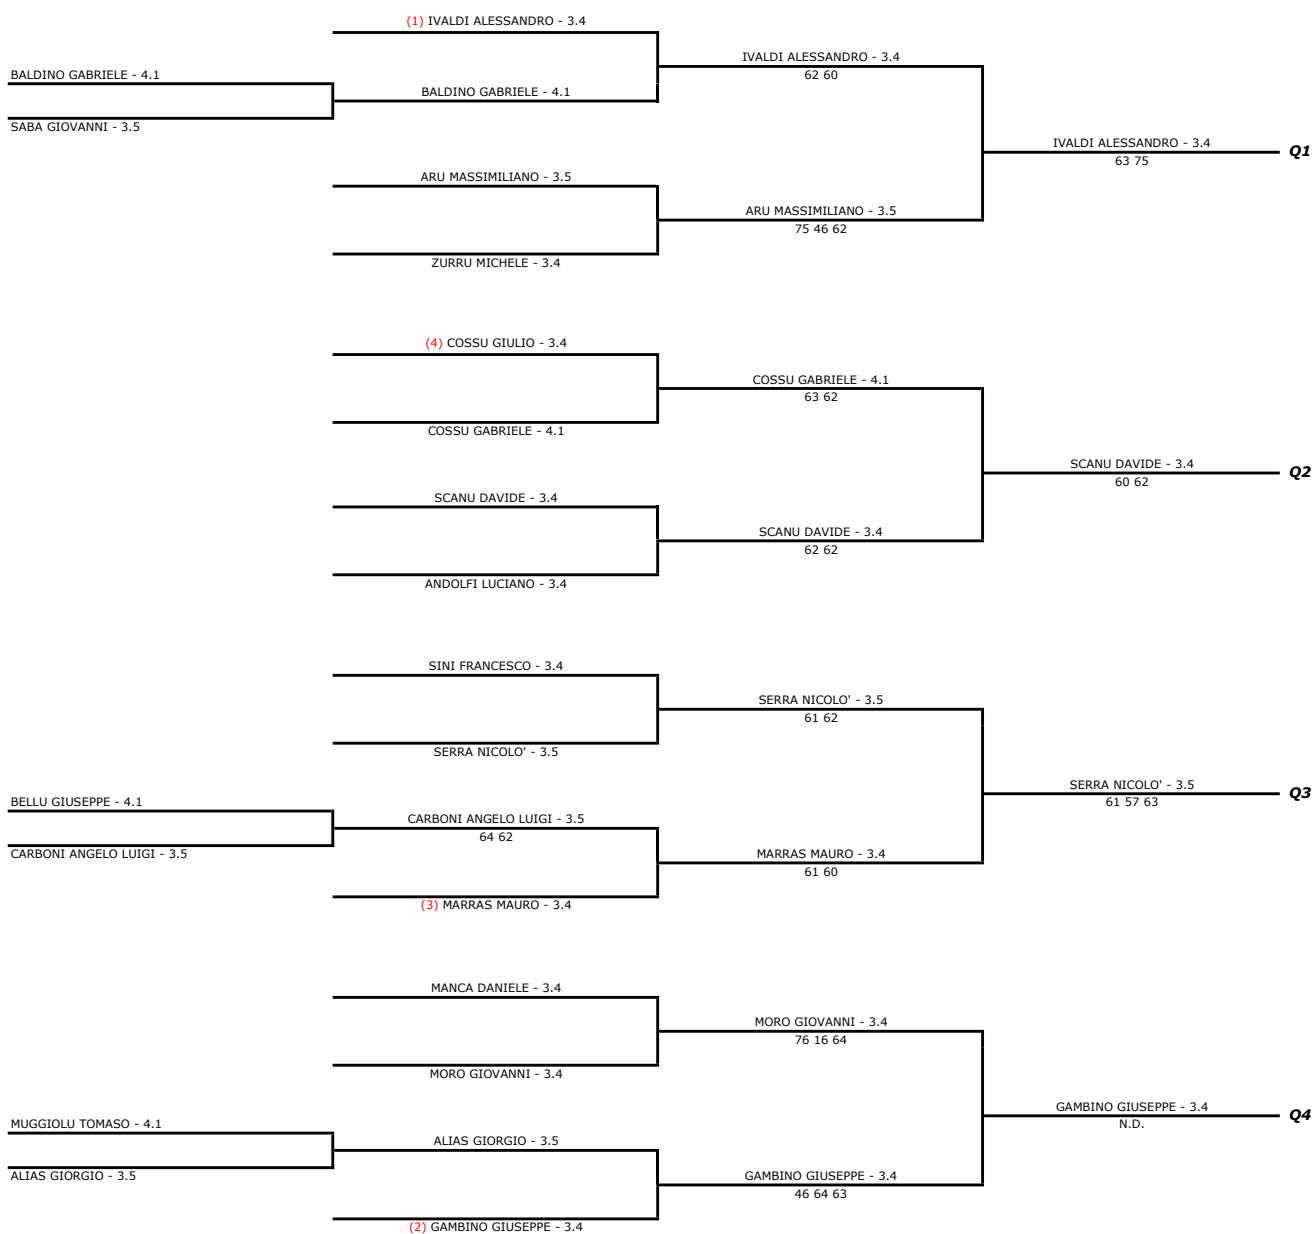 (1) IVALDI ALESSANDRO - 3.4
IVALDI ALESSANDRO - 3.4
62 60
BALDINO GABRIELE - 4.1
BALDINO GABRIELE - 4.1
SABA GIOVANNI - 3.5
IVALDI ALESSANDRO - 3.4
63 75
Q1
ARU MASSIMILIANO - 3.5
ARU MASSIMILIANO - 3.5
75 46 62
ZURRU MICHELE - 3.4
(4) COSSU GIULIO - 3.4
COSSU GABRIELE - 4.1
63 62
COSSU GABRIELE - 4.1
SCANU DAVIDE - 3.4
60 62
Q2
SCANU DAVIDE - 3.4
SCANU DAVIDE - 3.4
62 62
ANDOLFI LUCIANO - 3.4
SINI FRANCESCO - 3.4
SERRA NICOLO' - 3.5
61 62
SERRA NICOLO' - 3.5
SERRA NICOLO' - 3.5
61 57 63
Q3
BELLU GIUSEPPE - 4.1
CARBONI ANGELO LUIGI - 3.5
64 62
CARBONI ANGELO LUIGI - 3.5
MARRAS MAURO - 3.4
61 60
(3) MARRAS MAURO - 3.4
MANCA DANIELE - 3.4
MORO GIOVANNI - 3.4
76 16 64
MORO GIOVANNI - 3.4
GAMBINO GIUSEPPE - 3.4
N.D.
Q4
MUGGIOLU TOMASO - 4.1
ALIAS GIORGIO - 3.5
ALIAS GIORGIO - 3.5
GAMBINO GIUSEPPE - 3.4
46 64 63
(2) GAMBINO GIUSEPPE - 3.4